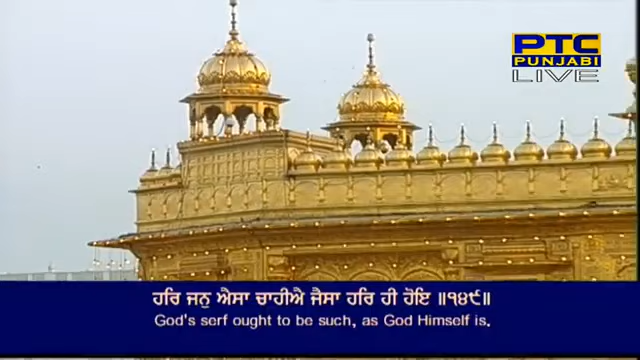 PTC
PUNJABI
LIVE
ਹਰਿ ਜਨੁ ਐਸਾ ਚਾਹੀਐ ਜੈਸਾ ਹਰਿ ਹੀ ਹੋਇ ॥੧੪੯॥
God's serf ought to be such, as God Himself is.